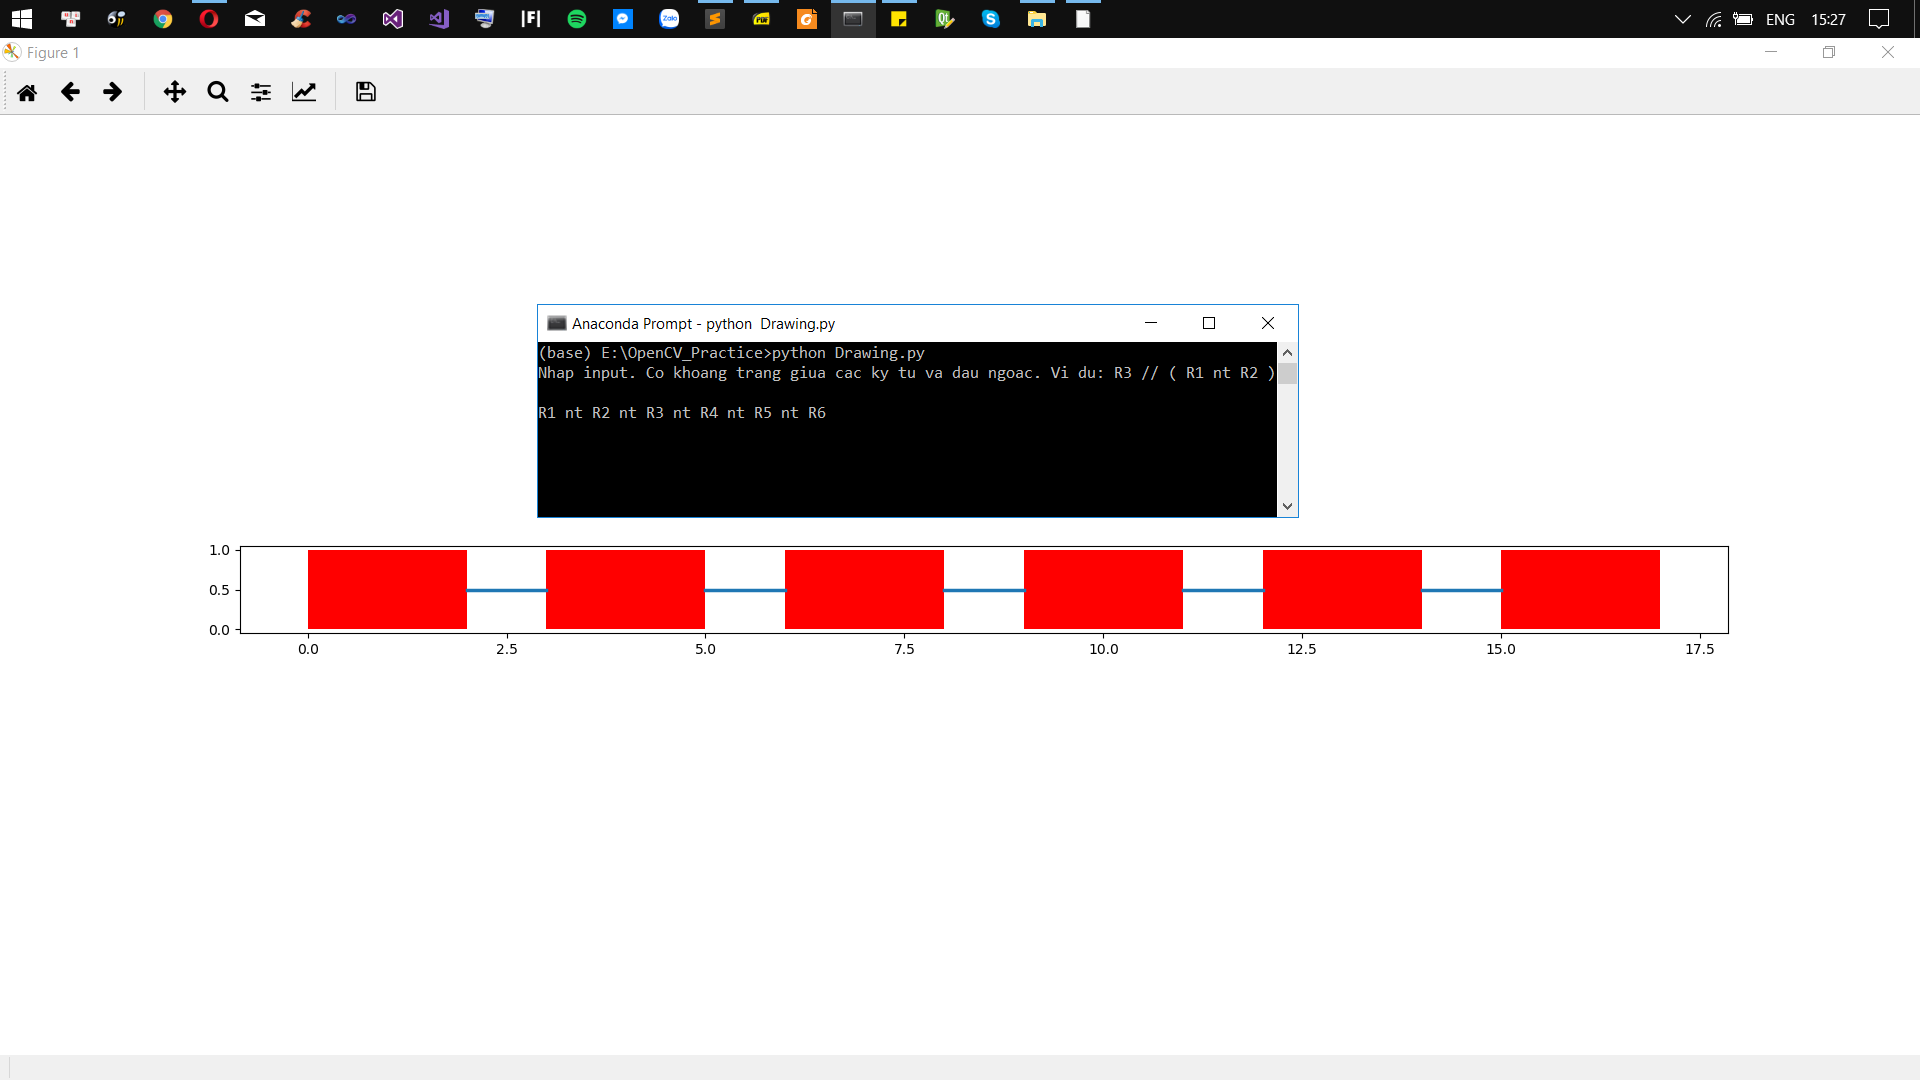 ENG 15:27
Figure 1
Anaconda Prompt - python  Drawing.py
(base) E:\OpenCV_Practice>python Drawing.py
Nhap input. Co khoang trang giua cac ky tu va dau ngoac. Vi du: R3 // ( R1 nt R2 )
R1 nt R2 nt R3 nt R4 nt R5 nt R6
1.0
0.5
0.0
0.0 2.5 5.0 7.5 10.0 12.5 15.0 17.5